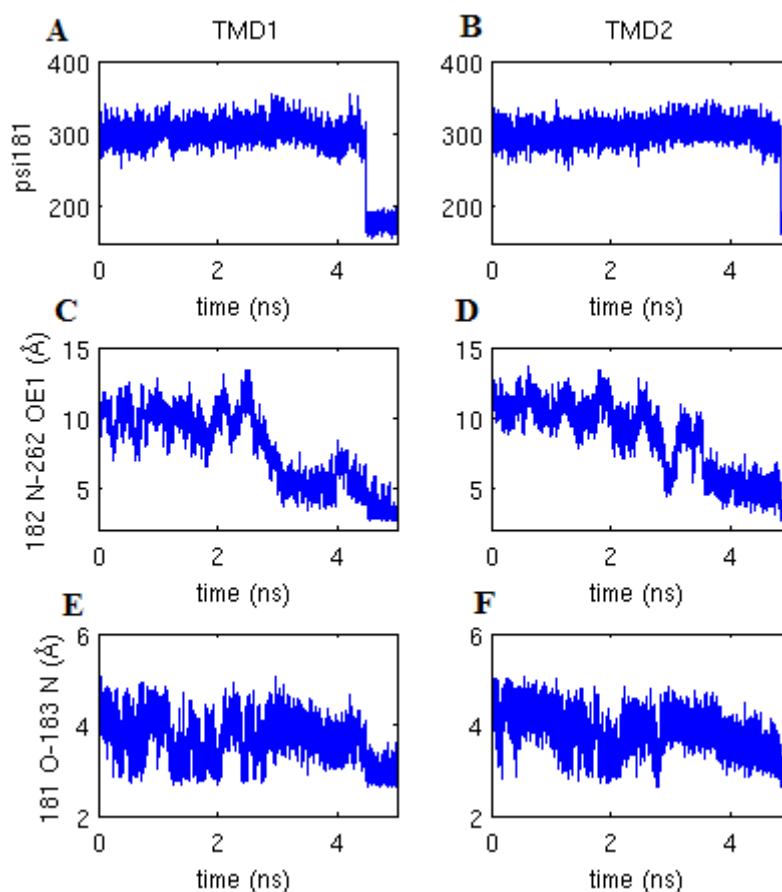 A TMD1 B TMD2
400 400
300 300
200 200
psi181
0 2 4 0 2 4
time (ns) time (ns)
C D
15 15
10 10
5 5
182 N-262 OE1 (Å)
0 2 4 0 2 4
time (ns) time (ns)
E F
6 6
4 4
2 2
181 O-183 N (Å)
0 2 4 0 2 4
time (ns) time (ns)